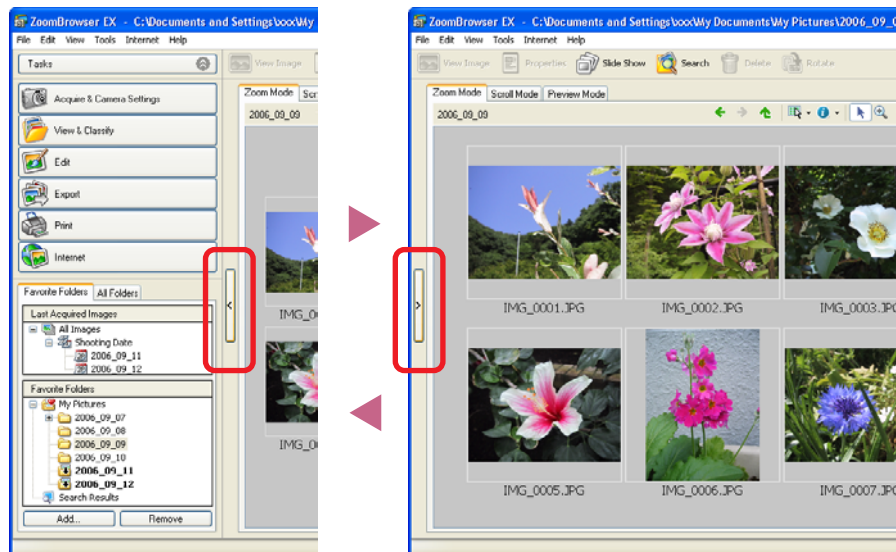 ZoomBrowser EX - C:\Documents and Settings\xxx\My
File Edit View Tools Internet Help
Tasks
View Image
Acquire & Camera Settings
View & Classify
Edit
Export
Print
Internet
Zoom Mode Scr
2006_09_09
<
Favorite Folders All Folders
Last Acquired Images
All Images
Shooting Date
2006_09_11
2006_09_12
Favorite Folders
My Pictures
2006_09_07
2006_09_08
2006_09_09
2006_09_10
2006_09_11
2006_09_12
Search Results
Add... Remove
IMG_0
IMG_0
ZoomBrowser EX - C:\Documents and Settings\xxx\My Documents\My Pictures\2006_09_0
File Edit View Tools Internet Help
View Image Properties Slide Show Search Delete Rotate
Zoom Mode Scroll Mode Preview Mode
2006_09_09
>
IMG_0001.JPG IMG_0002.JPG IMG_0003.JPG
IMG_0005.JPG IMG_0006.JPG IMG_0007.JPG